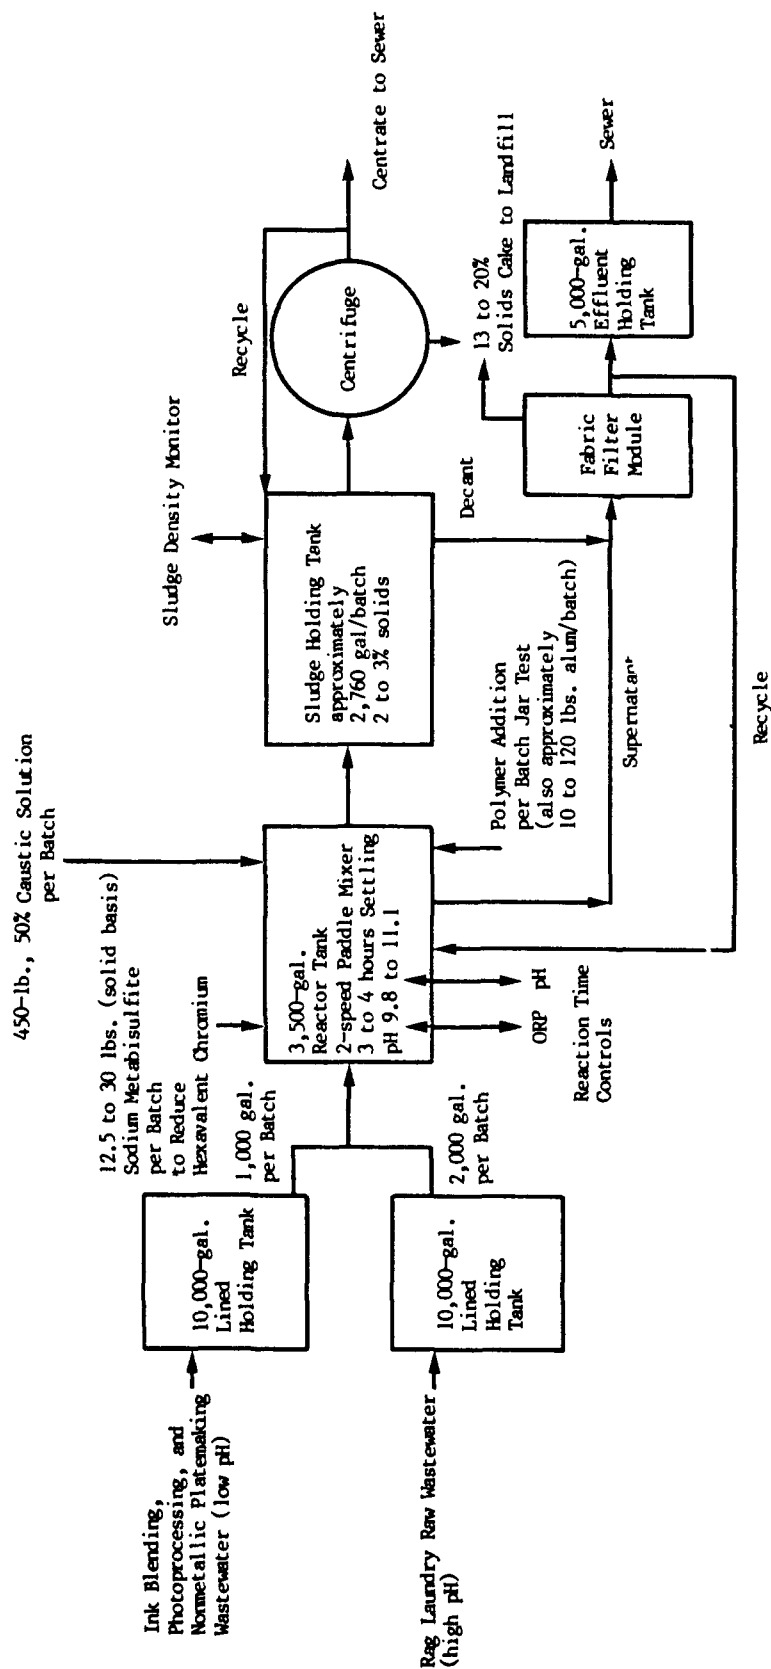 Ink Blending,
Photoprocessing, and
Nonmetallic Platemaking
Wastewater (low pH)
Rag Laundry Raw Wastewater
(high pH)
10,000-gal.
Lined
Holding Tank
10,000-gal.
Lined
Holding
Tank
1,000 gal.
per Batch
2,000 gal.
per Batch
12.5 to 30 lbs. (solid basis)
Sodium Metabisulfite
per Batch
to Reduce
Hexavalent Chromium
450-lb., 50% Caustic Solution
per Batch
3,500-gal.
Reactor Tank
2-speed Paddle Mixer
3 to 4 hours Settling
pH 9.8 to 11.1
ORP
pH
Reaction Time
Controls
Polymer Addition
per Batch Jar Test
(also approximately
10 to 120 lbs. alum/batch)
Supernatant
Recycle
Sludge Density Monitor
Sludge Holding Tank
approximately
2,760 gal/batch
2 to 3% solids
Decant
Recycle
Centrifuge
Centrate to Sewer
13 to 20%
Solids Cake to Landfill
Fabric
Filter
Module
5,000-gal.
Effluent
Holding
Tank
Sewer